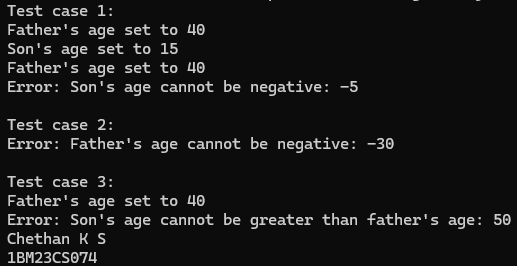 Test case 1:
Father's age set to 40
Son's age set to 15
Father's age set to 40
Error: Son's age cannot be negative: -5
Test case 2:
Error: Father's age cannot be negative: -30
Test case 3:
Father's age set to 40
Error: Son's age cannot be greater than father's age: 50
Chethan K S
1BM23CS074